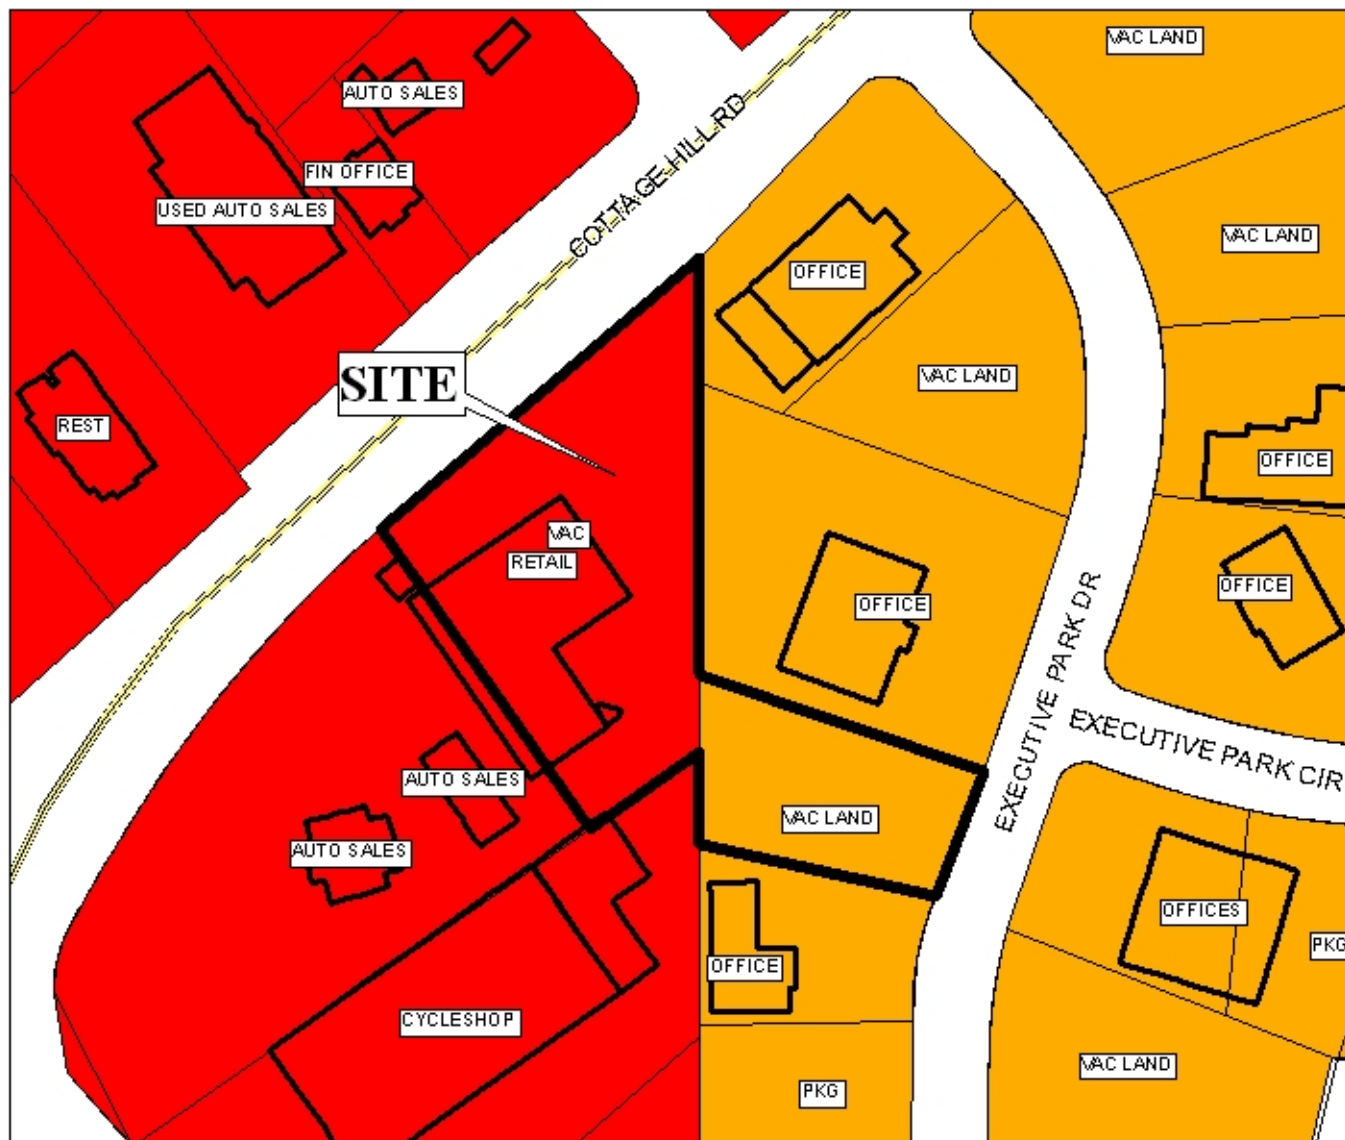 VAC LAND
AUTO SALES
COTTAGE HILL RD
FIN OFFICE
USED AUTO SALES
VAC LAND
OFFICE
SITE
VAC LAND
REST
OFFICE
VAC
RETAIL
OFFICE
OFFICE
EXECUTIVE PARK DR
EXECUTIVE PARK CIR
AUTO SALES
VAC LAND
AUTO SALES
OFFICES
PKG
OFFICE
CYCLESHOP
VAC LAND
PKG